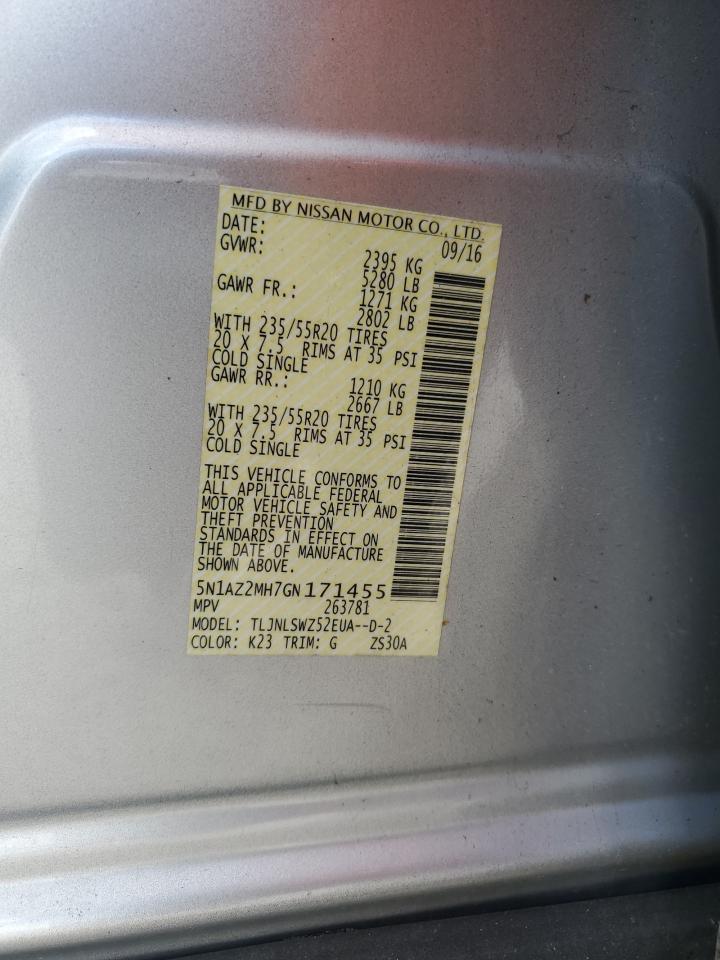 MFD BY NISSAN MOTOR CO., LTD.
DATE: 09/16
GVWR: 2395 KG
5280 LB
GAWR FR.: 1271 KG
2802 LB
WITH 235/55R20 TIRES
20 X 7.5 RIMS AT 35 PSI
COLD SINGLE
GAWR RR.: 1210 KG
2667 LB
WITH 235/55R20 TIRES
20 X 7.5 RIMS AT 35 PSI
COLD SINGLE
THIS VEHICLE CONFORMS TO
ALL APPLICABLE FEDERAL
MOTOR VEHICLE SAFETY AND
THEFT PREVENTION
STANDARDS IN EFFECT ON
THE DATE OF MANUFACTURE
SHOWN ABOVE.
5N1AZ2MH7GN171455
MPV 263781
MODEL: TLJNLSWZ52EUA--D-2
COLOR: K23 TRIM: G ZS30A